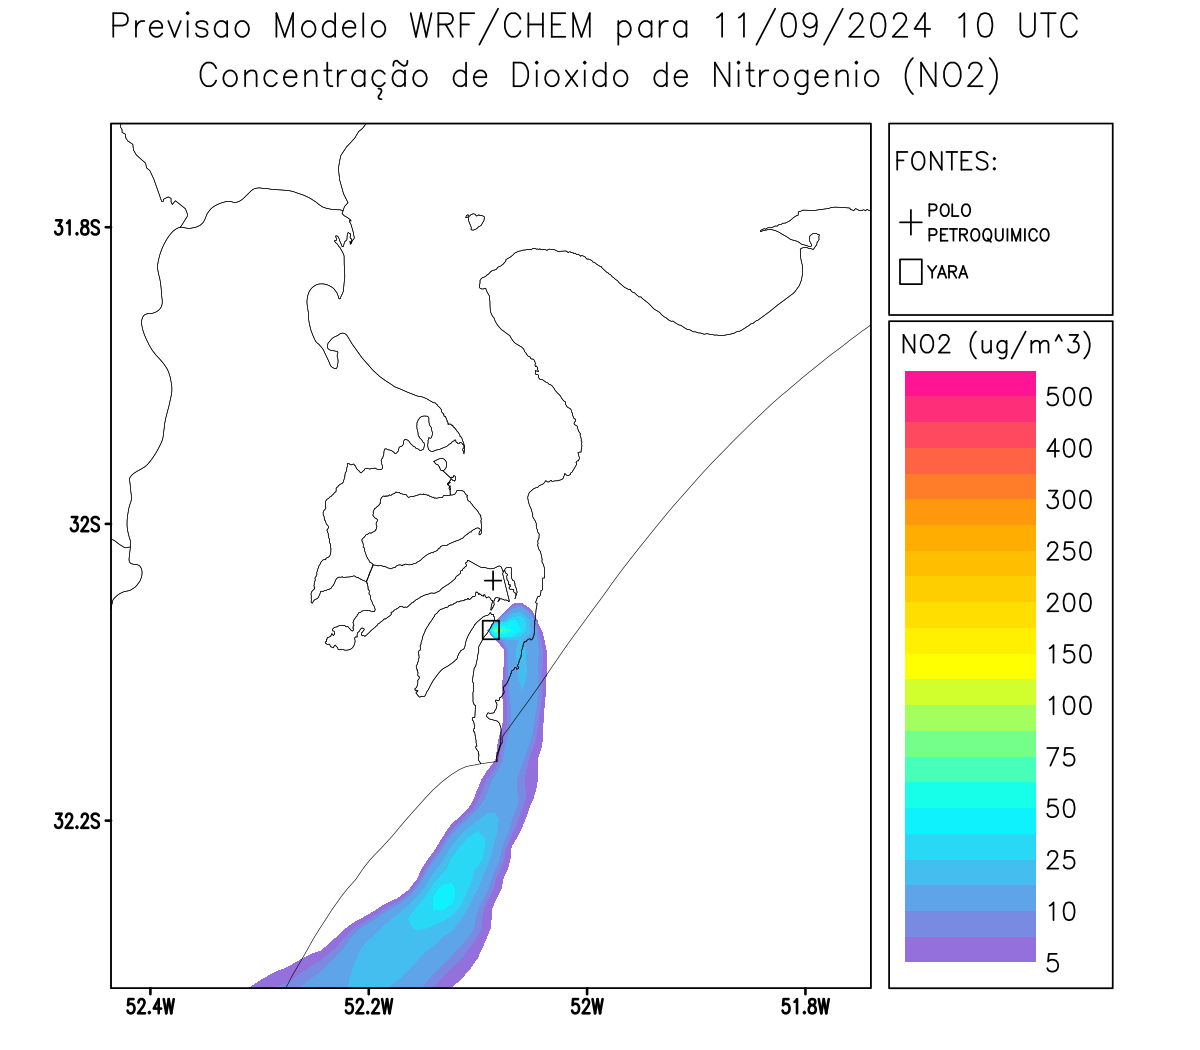 Previsao Modelo WRF/CHEM para 11/09/2024 10 UTC
Concentração de Dioxido de Nitrogenio (NO2)
FONTES:
POLO
PETROQUIMICO
YARA
NO2 (ug/m^3)
500
400
300
250
200
150
100
75
50
25
10
5
31.8S
32S
32.2S
52.4W
52.2W
52W
51.8W